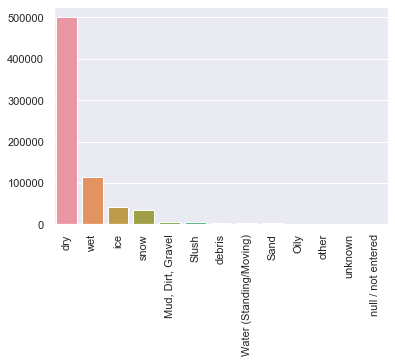 500000
400000
300000
200000
100000
0
dry
wet
ice
snow
Mud, Dirt, Gravel
Slush
debris
Water (Standing/Moving)
Sand
Oily
other
unknown
null / not entered